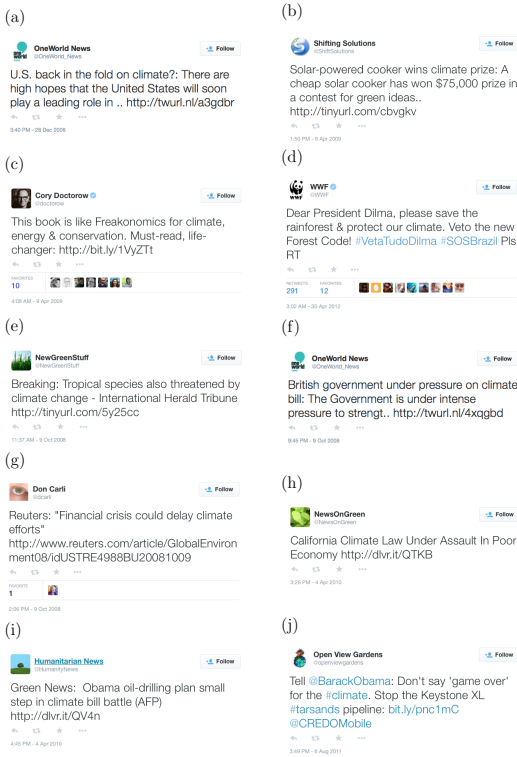 (a)
OneWorld News
@OneWorld_News
Follow
U.S. back in the fold on climate?: There are
high hopes that the United States will soon
play a leading role in .. http://twurl.nl/a3gdbr
3:40 PM - 29 Dec 2008
(b)
Shifting Solutions
@ShiftSolutions
Follow
Solar-powered cooker wins climate prize: A
cheap solar cooker has won $75,000 prize in
a contest for green ideas..
http://tinyurl.com/cbvgkv
1:50 PM - 9 Apr 2009
(c)
Cory Doctorow
@doctorow
Follow
This book is like Freakonomics for climate,
energy & conservation. Must-read, life-
changer: http://bit.ly/1VyZTt
FAVORITES
10
4:08 AM - 8 Apr 2009
(d)
WWF
@WWF
Follow
Dear President Dilma, please save the
rainforest & protect our climate. Veto the new
Forest Code! #VetaTudoDilma #SOSBrazil Pls
RT
RETWEETS FAVORITES
291 12
3:02 AM - 30 Apr 2012
(e)
NewGreenStuff
@NewGreenStuff
Follow
Breaking: Tropical species also threatened by
climate change - International Herald Tribune
http://tinyurl.com/5y25cc
11:37 AM - 9 Oct 2008
(f)
OneWorld News
@OneWorld_News
Follow
British government under pressure on climate
bill: The Government is under intense
pressure to strengt.. http://twurl.nl/4xqgbd
9:45 PM - 9 Oct 2008
(g)
Don Carli
@dcarli
Follow
Reuters: "Financial crisis could delay climate
efforts"
http://www.reuters.com/article/GlobalEnviron
ment08/idUSTRE4988BU20081009
FAVORITE
1
2:06 PM - 9 Oct 2008
(h)
NewsOnGreen
@NewsOnGreen
Follow
California Climate Law Under Assault In Poor
Economy http://dlvr.it/QTKB
3:26 PM - 4 Apr 2010
(i)
Humanitarian News
@HumanityNews
Follow
Green News: Obama oil-drilling plan small
step in climate bill battle (AFP)
http://dlvr.it/QV4n
4:45 PM - 4 Apr 2010
(j)
Open View Gardens
@openviewgardens
Follow
Tell @BarackObama: Don't say 'game over'
for the #climate. Stop the Keystone XL
#tarsands pipeline: bit.ly/pnc1mC
@CREDOMobile
3:49 PM - 6 Aug 2011